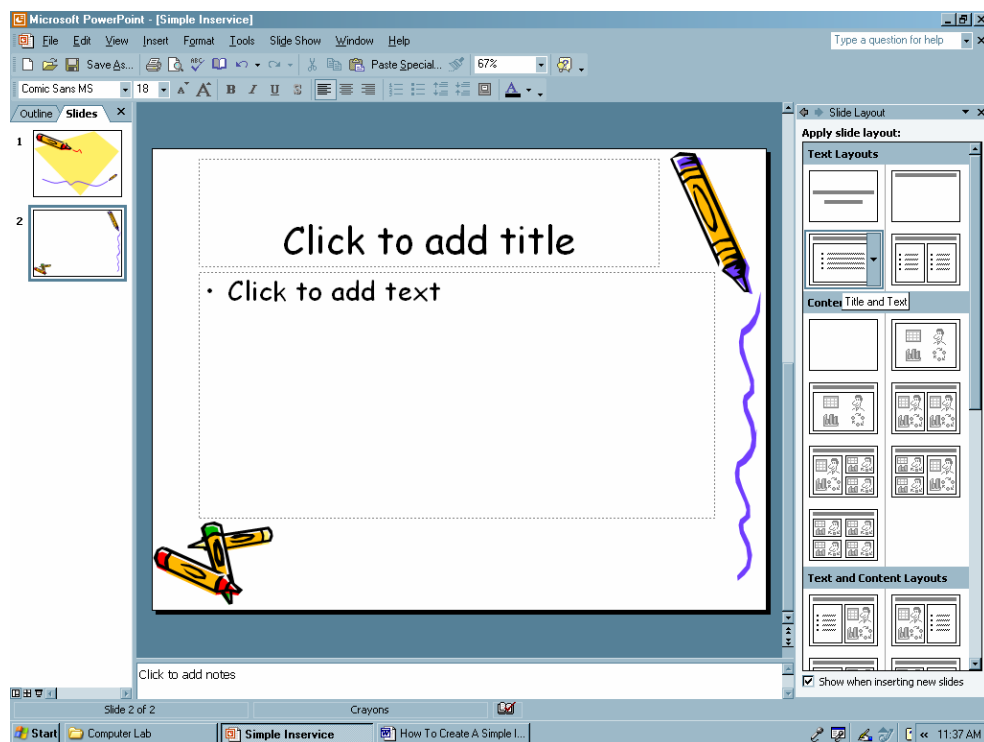 Microsoft PowerPoint - [Simple Inservice]
File Edit View Insert Format Tools Slide Show Window Help Type a question for help
Save As... Paste Special... 67%
Comic Sans MS 18 A A B I U S A
Outline Slides Slide Layout
Apply slide layout:
Text Layouts
1
2
Click to add title
• Click to add text
Title and Text
Conte
Text and Content Layouts
Click to add notes
Show when inserting new slides
Slide 2 of 2 Crayons
Start Computer Lab Simple Inservice How To Create A Simple I... « 11:37 AM